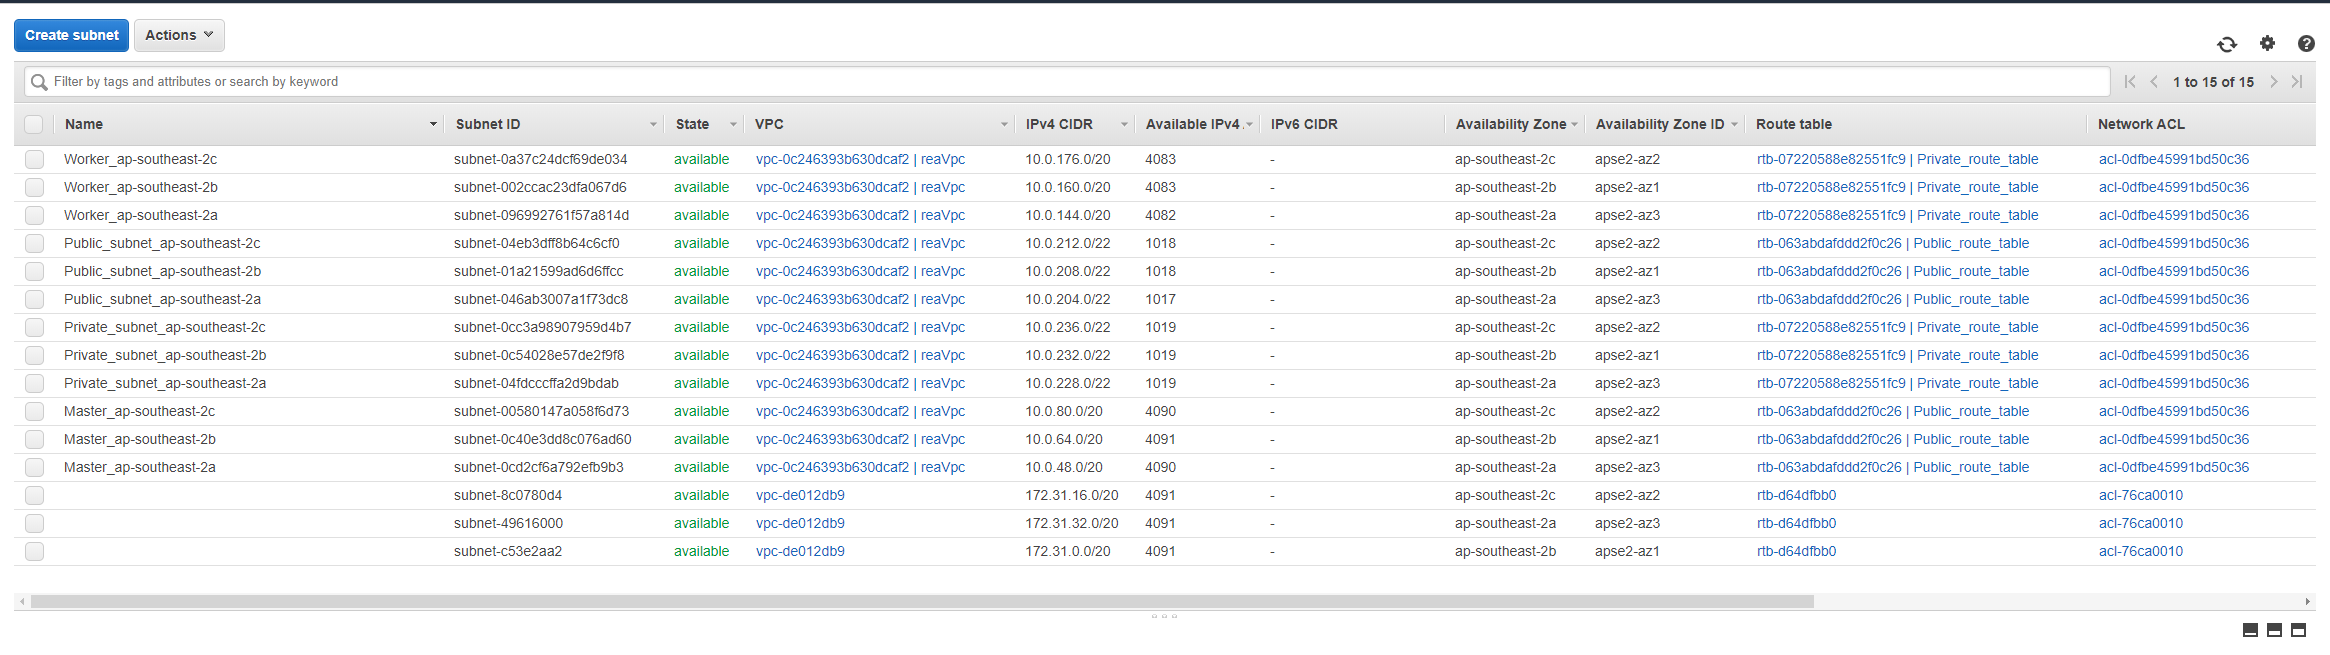 Create subnet Actions
Filter by tags and attributes or search by keyword 1 to 15 of 15
Name Subnet ID State VPC IPv4 CIDR Available IPv4 IPv6 CIDR Availability Zone Availability Zone ID Route table Network ACL
Worker_ap-southeast-2c subnet-0a37c24dcf69de034 available vpc-0c246393b630dcaf2 | reaVpc 10.0.176.0/20 4083 - ap-southeast-2c apse2-az2 rtb-07220588e82551fc9 | Private_route_table acl-0dfbe45991bd50c36
Worker_ap-southeast-2b subnet-002ccac23dfa067d6 available vpc-0c246393b630dcaf2 | reaVpc 10.0.160.0/20 4083 - ap-southeast-2b apse2-az1 rtb-07220588e82551fc9 | Private_route_table acl-0dfbe45991bd50c36
Worker_ap-southeast-2a subnet-096992761f57a814d available vpc-0c246393b630dcaf2 | reaVpc 10.0.144.0/20 4082 - ap-southeast-2a apse2-az3 rtb-07220588e82551fc9 | Private_route_table acl-0dfbe45991bd50c36
Public_subnet_ap-southeast-2c subnet-04eb3dff8b64c6cf0 available vpc-0c246393b630dcaf2 | reaVpc 10.0.212.0/22 1018 - ap-southeast-2c apse2-az2 rtb-063abdafddd2f0c26 | Public_route_table acl-0dfbe45991bd50c36
Public_subnet_ap-southeast-2b subnet-01a21599ad6d6ffcc available vpc-0c246393b630dcaf2 | reaVpc 10.0.208.0/22 1018 - ap-southeast-2b apse2-az1 rtb-063abdafddd2f0c26 | Public_route_table acl-0dfbe45991bd50c36
Public_subnet_ap-southeast-2a subnet-046ab3007a1f73dc8 available vpc-0c246393b630dcaf2 | reaVpc 10.0.204.0/22 1017 - ap-southeast-2a apse2-az3 rtb-063abdafddd2f0c26 | Public_route_table acl-0dfbe45991bd50c36
Private_subnet_ap-southeast-2c subnet-0cc3a98907959d4b7 available vpc-0c246393b630dcaf2 | reaVpc 10.0.236.0/22 1019 - ap-southeast-2c apse2-az2 rtb-07220588e82551fc9 | Private_route_table acl-0dfbe45991bd50c36
Private_subnet_ap-southeast-2b subnet-0c54028e57de2f9f8 available vpc-0c246393b630dcaf2 | reaVpc 10.0.232.0/22 1019 - ap-southeast-2b apse2-az1 rtb-07220588e82551fc9 | Private_route_table acl-0dfbe45991bd50c36
Private_subnet_ap-southeast-2a subnet-04fdcccffa2d9bdab available vpc-0c246393b630dcaf2 | reaVpc 10.0.228.0/22 1019 - ap-southeast-2a apse2-az3 rtb-07220588e82551fc9 | Private_route_table acl-0dfbe45991bd50c36
Master_ap-southeast-2c subnet-00580147a058f6d73 available vpc-0c246393b630dcaf2 | reaVpc 10.0.80.0/20 4090 - ap-southeast-2c apse2-az2 rtb-063abdafddd2f0c26 | Public_route_table acl-0dfbe45991bd50c36
Master_ap-southeast-2b subnet-0c40e3dd8c076ad60 available vpc-0c246393b630dcaf2 | reaVpc 10.0.64.0/20 4091 - ap-southeast-2b apse2-az1 rtb-063abdafddd2f0c26 | Public_route_table acl-0dfbe45991bd50c36
Master_ap-southeast-2a subnet-0cd2cf6a792efb9b3 available vpc-0c246393b630dcaf2 | reaVpc 10.0.48.0/20 4090 - ap-southeast-2a apse2-az3 rtb-063abdafddd2f0c26 | Public_route_table acl-0dfbe45991bd50c36
subnet-8c0780d4 available vpc-de012db9 172.31.16.0/20 4091 - ap-southeast-2c apse2-az2 rtb-d64dfbb0 acl-76ca0010
subnet-49616000 available vpc-de012db9 172.31.32.0/20 4091 - ap-southeast-2a apse2-az3 rtb-d64dfbb0 acl-76ca0010
subnet-c53e2aa2 available vpc-de012db9 172.31.0.0/20 4091 - ap-southeast-2b apse2-az1 rtb-d64dfbb0 acl-76ca0010